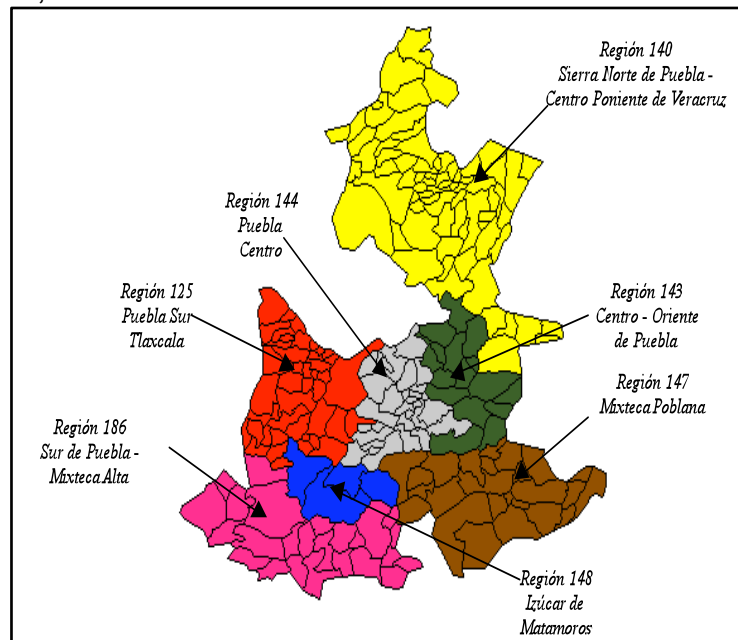 Región 140
Sierra Norte de Puebla -
Centro Poniente de Veracruz
Región 144
Puebla
Centro
Región 125
Puebla Sur
Tlaxcala
Región 143
Centro - Oriente
de Puebla
Región 147
Mixteca Poblana
Región 186
Sur de Puebla -
Mixteca Alta
Región 148
Izúcar de
Matamoros